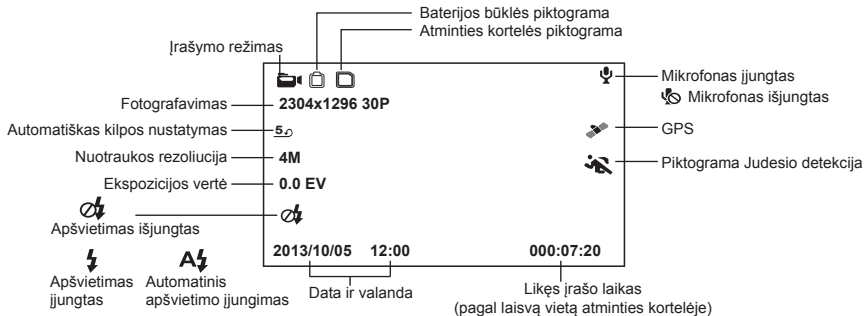 Baterijos būklės piktograma
Atminties kortelės piktograma
Įrašymo režimas
Mikrofonas įjungtas
Mikrofonas išjungtas
Fotografavimas
2304x1296 30P
Automatiškas kilpos nustatymas
5
GPS
Nuotraukos rezoliucija
4M
Piktograma Judesio detekcija
Ekspozicijos vertė
0.0 EV
Apšvietimas išjungtas
2013/10/05 12:00 000:07:20
A
Apšvietimas
įjungtas
Automatinis
apšvietimo įjungimas
Data ir valanda
Likęs įrašo laikas
(pagal laisvą vietą atminties kortelėje)